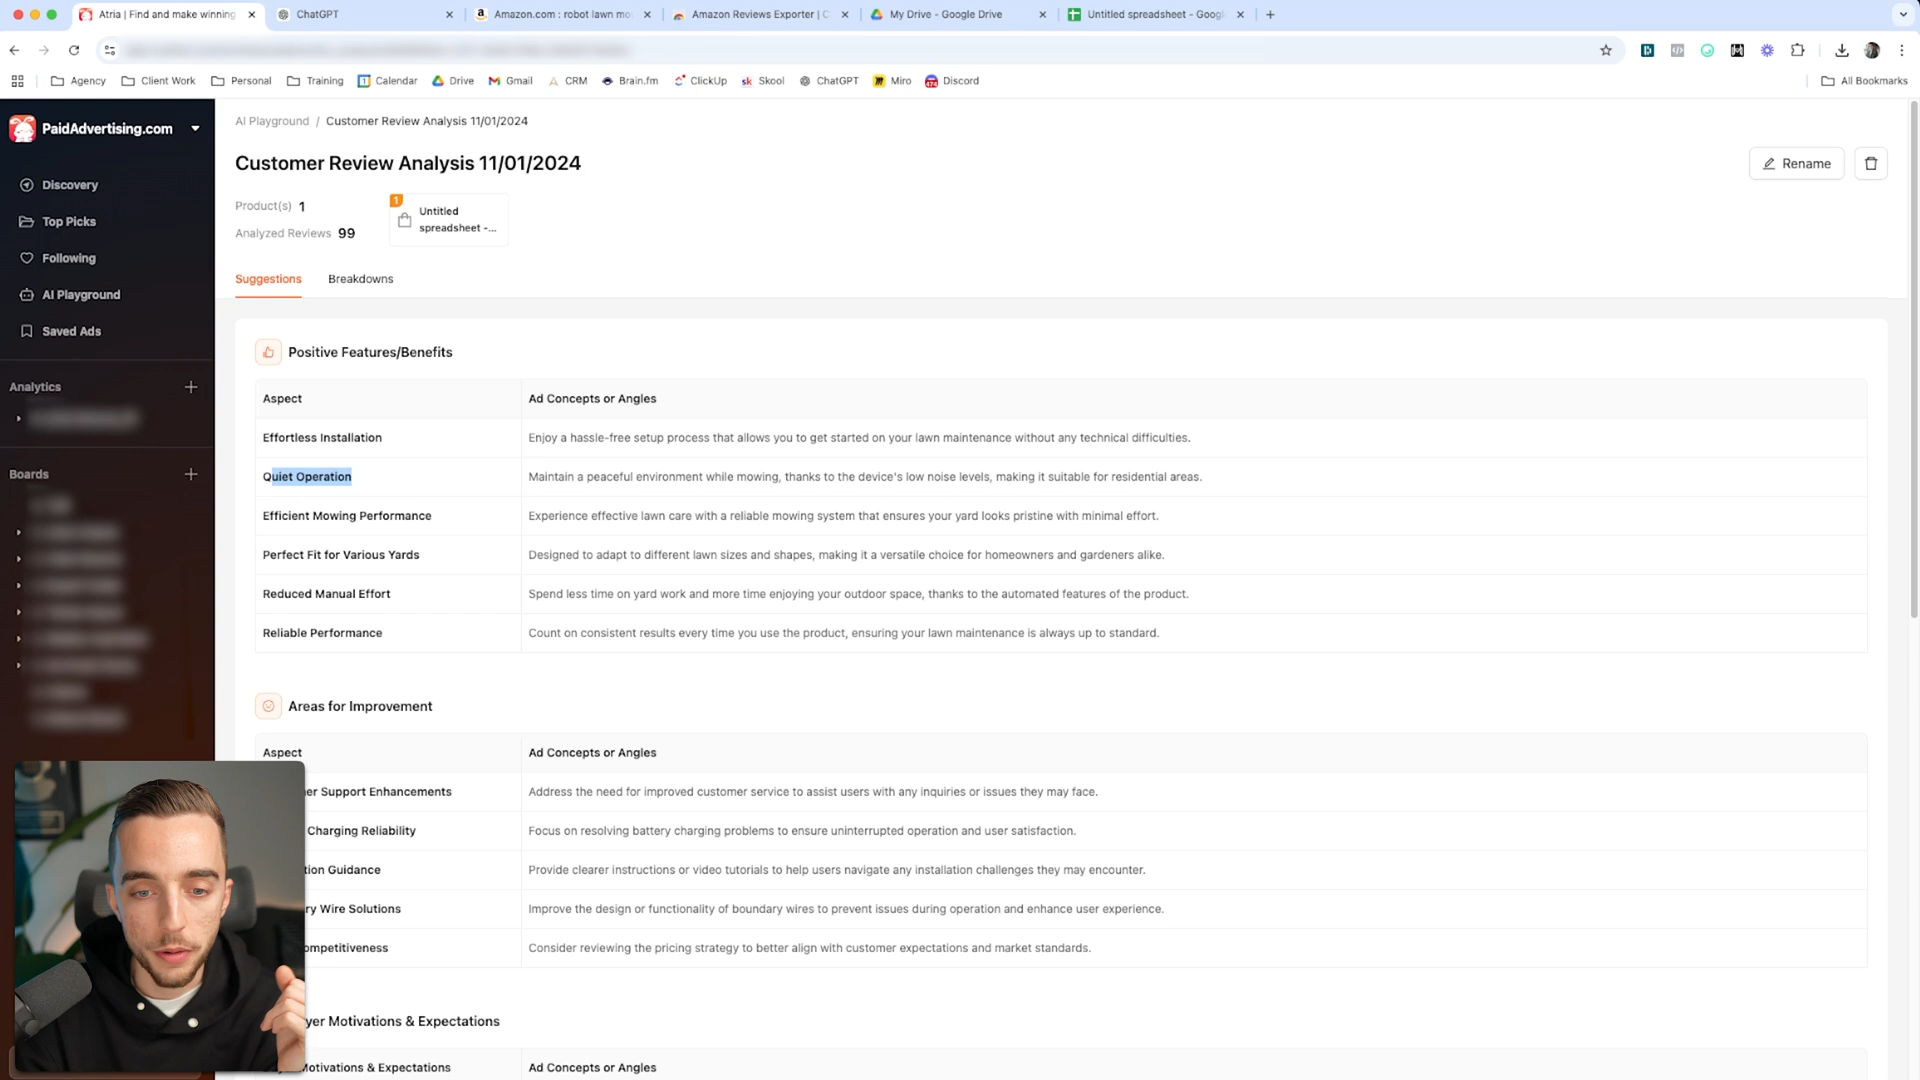 Atria | Find and make winning
ChatGPT
Amazon.com : robot lawn mo
Amazon Reviews Exporter | C
My Drive - Google Drive
Untitled spreadsheet - Goog
Agency
Client Work
Personal
Training
Calendar
Drive
Gmail
CRM
Brain.fm
ClickUp
Skool
ChatGPT
Miro
Discord
All Bookmarks
PaidAdvertising.com
Discovery
Top Picks
Following
AI Playground
Saved Ads
Analytics
Boards
AI Playground / Customer Review Analysis 11/01/2024
Customer Review Analysis 11/01/2024
Rename
Product(s) 1
Analyzed Reviews 99
1
Untitled
spreadsheet -...
Suggestions
Breakdowns
Positive Features/Benefits
Aspect
Ad Concepts or Angles
Effortless Installation
Enjoy a hassle-free setup process that allows you to get started on your lawn maintenance without any technical difficulties.
Quiet Operation
Maintain a peaceful environment while mowing, thanks to the device's low noise levels, making it suitable for residential areas.
Efficient Mowing Performance
Experience effective lawn care with a reliable mowing system that ensures your yard looks pristine with minimal effort.
Perfect Fit for Various Yards
Designed to adapt to different lawn sizes and shapes, making it a versatile choice for homeowners and gardeners alike.
Reduced Manual Effort
Spend less time on yard work and more time enjoying your outdoor space, thanks to the automated features of the product.
Reliable Performance
Count on consistent results every time you use the product, ensuring your lawn maintenance is always up to standard.
Areas for Improvement
Aspect
Ad Concepts or Angles
er Support Enhancements
Address the need for improved customer service to assist users with any inquiries or issues they may face.
Charging Reliability
Focus on resolving battery charging problems to ensure uninterrupted operation and user satisfaction.
tion Guidance
Provide clearer instructions or video tutorials to help users navigate any installation challenges they may encounter.
ry Wire Solutions
Improve the design or functionality of boundary wires to prevent issues during operation and enhance user experience.
ompetitiveness
Consider reviewing the pricing strategy to better align with customer expectations and market standards.
yer Motivations & Expectations
Motivations & Expectations
Ad Concepts or Angles